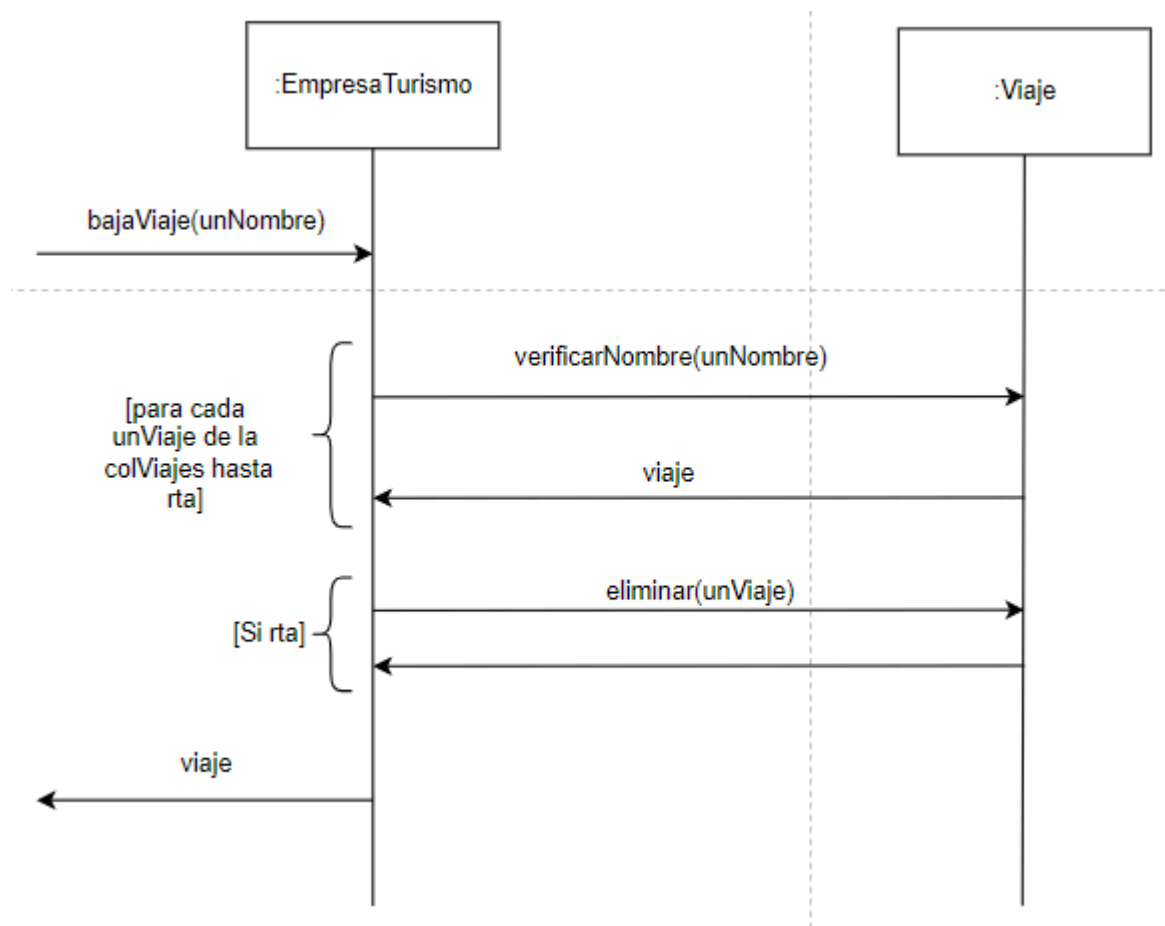 :EmpresaTurismo
:Viaje
bajaViaje(unNombre)
verificarNombre(unNombre)
[para cada
unViaje de la
colViajes hasta
rta]
viaje
eliminar(unViaje)
[Si rta]
viaje